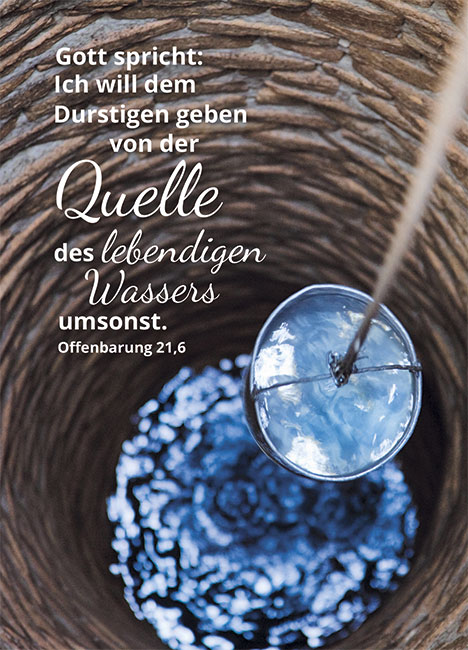 Gott spricht:
Ich will dem
Durstigen geben
von der
Quelle
des lebendigen
Wassers
umsonst.
Offenbarung 21,6